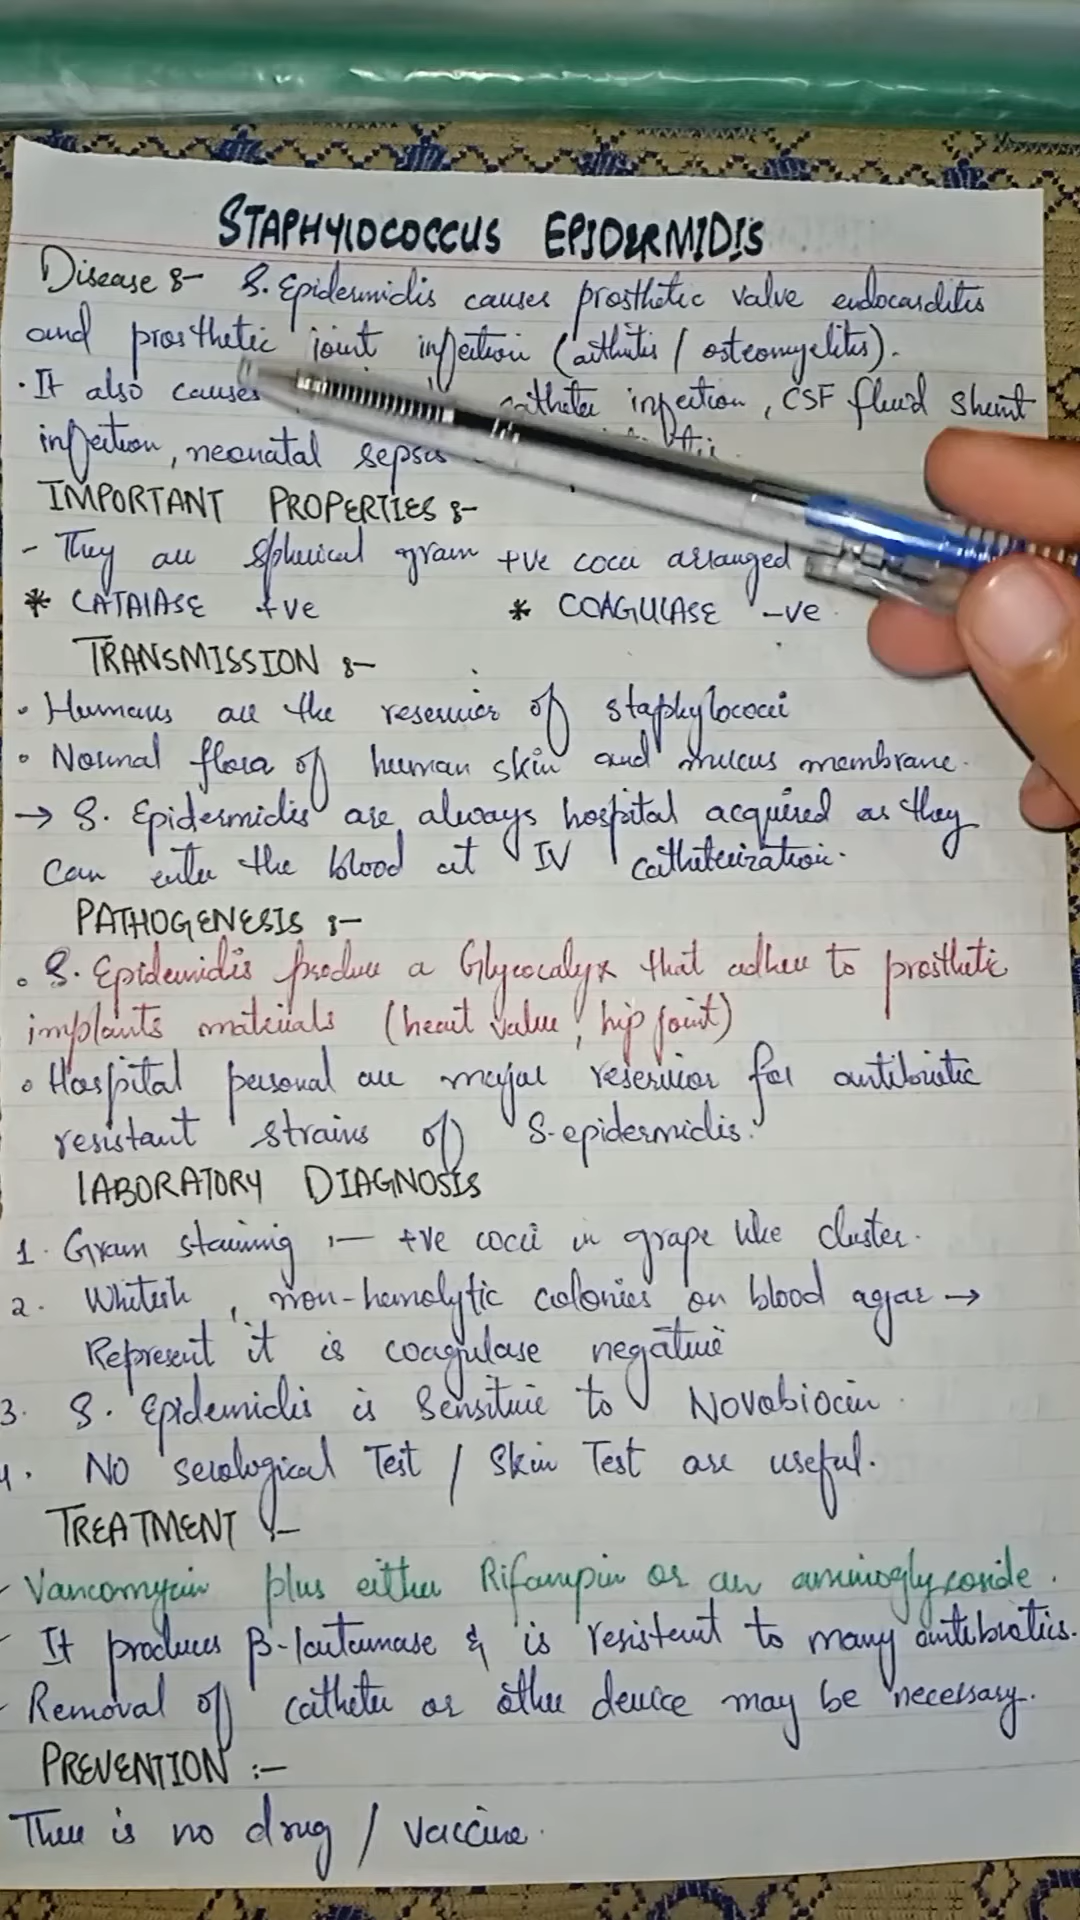 STAPHYLOCOCCUS EPIDERMIDIS
Disease :- S. Epidermidis causes prosthetic valve endocarditis
and prosthetic joint infection (arthritis / osteomyelitis).
• It also causes catheter infection, CSF fluid shunt
infection, neonatal sepsis
IMPORTANT PROPERTIES :-
- They are spherical gram +ve cocci arranged
* CATALASE +ve * COAGULASE -ve
TRANSMISSION :-
• Humans are the reservior of staphylococci
• Normal flora of human skin and mucus membrane.
→ S. Epidermidis are always hospital acquired as they
can enter the blood at IV catheterization.
PATHOGENESIS :-
• S. Epidermidis produce a Glycocalyx that adhere to prosthetic
implants materials (heart valve, hip joint)
• Hospital personal are major reservior for antibiotic
resistant strains of S-epidermidis.
LABORATORY DIAGNOSIS
1. Gram staining :- +ve cocci in grape like cluster.
2. Whitish, non-hemolytic colonies on blood agar →
Represent it is coagulase negative
3. S. Epidermidis is Sensitive to Novobiocin.
4. NO serological Test / Skin Test are useful.
TREATMENT :-
- Vancomycin plus either Rifampin or an aminoglycoside.
- It produces β-lactamase & is resistent to many antibiotics.
- Removal of catheter or other device may be necessary.
PREVENTION :-
There is no drug / vaccine.